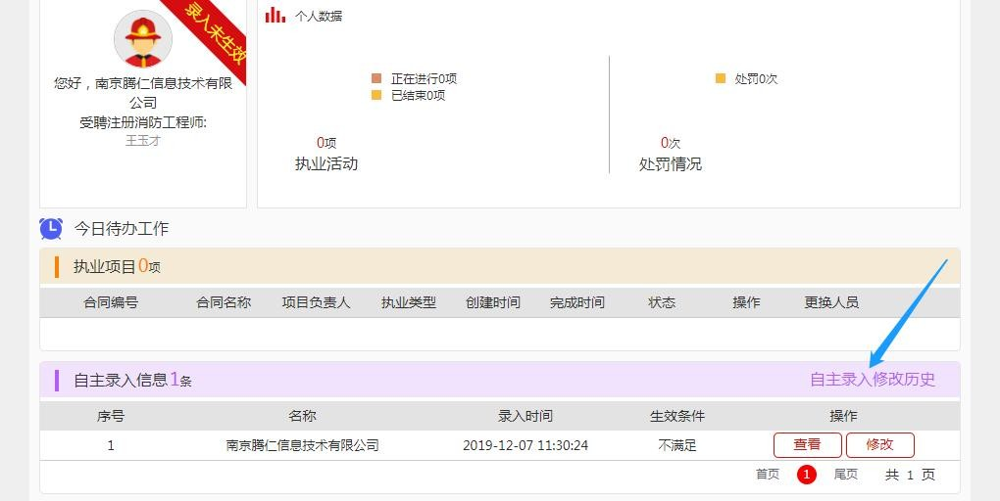 录入未生效
您好，南京腾仁信息技术有限
公司
受聘注册消防工程师:
王玉才
个人数据
正在进行0项
已结束0项
0项
执业活动
处罚0次
0次
处罚情况
今日待办工作
执业项目0项
合同编号 合同名称 项目负责人 执业类型 创建时间 完成时间 状态 操作 更换人员
自主录入信息1条 自主录入修改历史
序号 名称 录入时间 生效条件 操作
1 南京腾仁信息技术有限公司 2019-12-07 11:30:24 不满足 查看 修改
首页 1 尾页 共 1 页